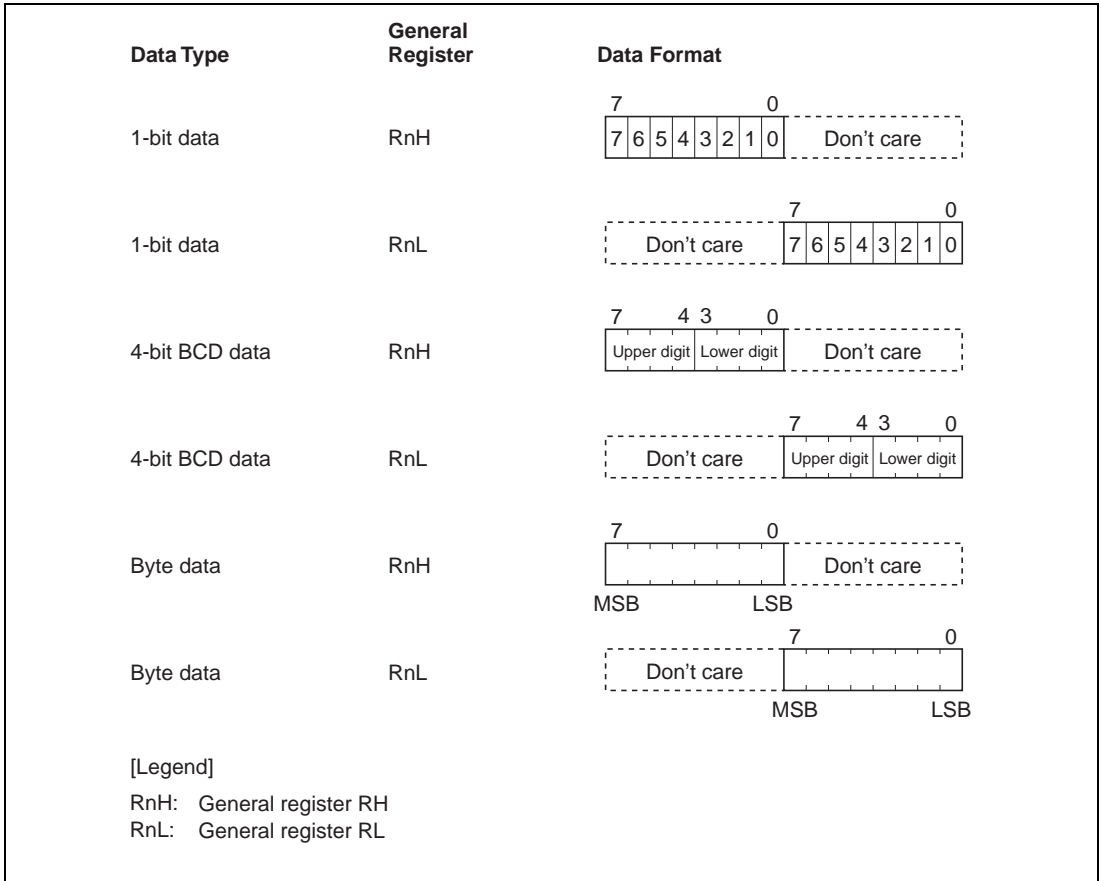 General
Data Type Register Data Format
7 0
1-bit data RnH 7 6 5 4 3 2 1 0 Don't care
7 0
1-bit data RnL Don't care 7 6 5 4 3 2 1 0
7 4 3 0
4-bit BCD data RnH Upper digit Lower digit Don't care
7 4 3 0
4-bit BCD data RnL Don't care Upper digit Lower digit
7 0
Byte data RnH Don't care
MSB LSB
7 0
Byte data RnL Don't care
MSB LSB
[Legend]
RnH: General register RH
RnL: General register RL